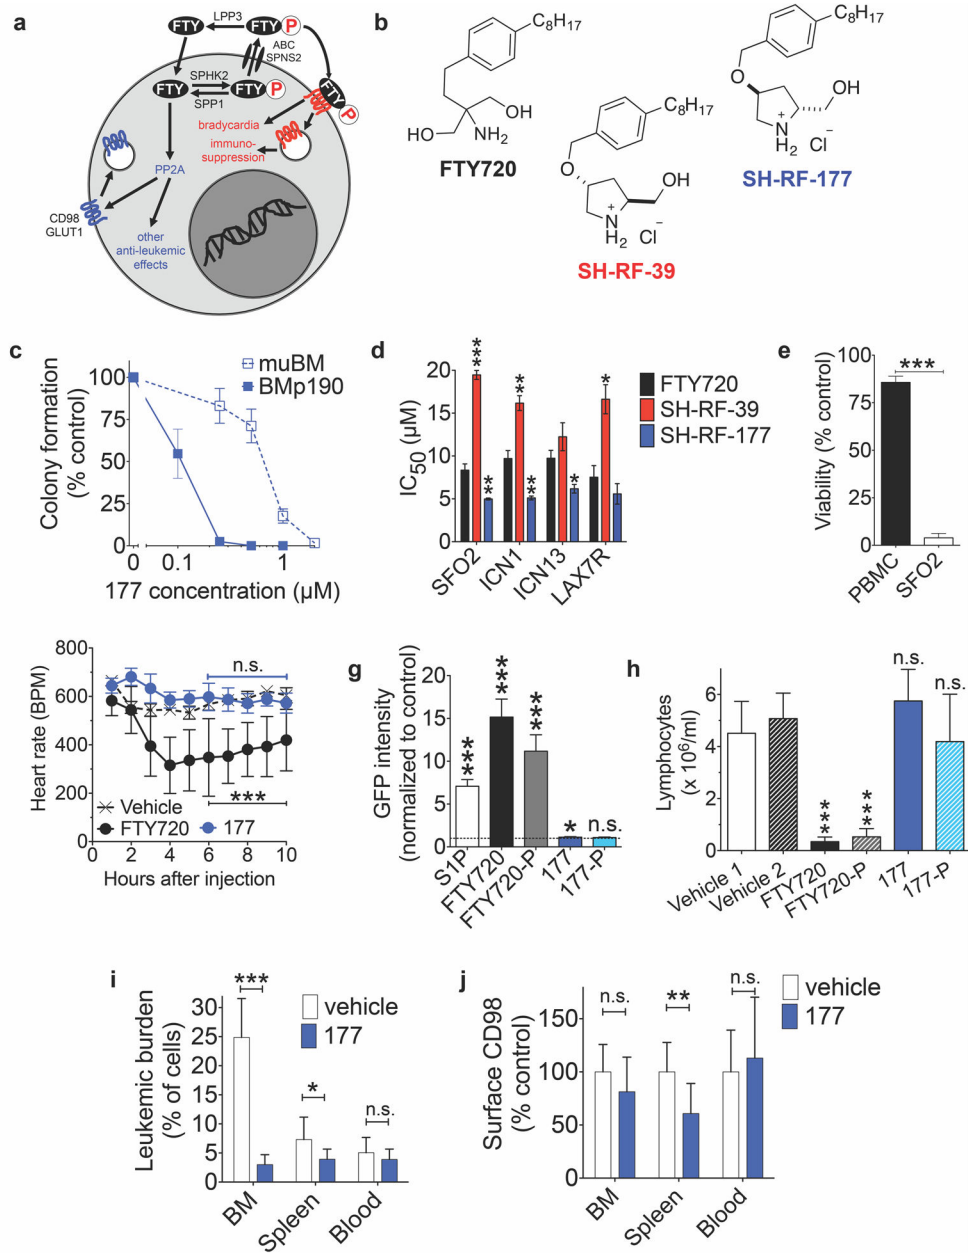 a
LPP3
FTY
FTY P
ABC
SPNS2
SPHK2
FTY
FTY P
SPP1
FTY
P
bradycardia
immuno-
suppression
PP2A
CD98
GLUT1
other
anti-leukemic
effects
b
C8H17
OH
HO
NH2
FTY720
C8H17
O
OH
N
+
H2
Cl
−
SH-RF-39
C8H17
O
OH
N
+
H2
Cl
−
SH-RF-177
c
muBM
BMp190
Colony formation
(% control)
100
75
50
25
0
0
0.1
1
177 concentration (µM)
d
FTY720
SH-RF-39
SH-RF-177
IC50 (µM)
20
15
10
5
0
***
**
**
**
*
*
SFO2
ICN1
ICN13
LAX7R
e
Viability (% control)
100
75
50
25
0
***
PBMC
SFO2
Heart rate (BPM)
800
600
400
200
0
n.s.
***
Vehicle
FTY720
177
0 2 4 6 8 10
Hours after injection
g
GFP intensity
(normalized to control)
20
15
10
5
0
***
***
***
*
n.s.
S1P
FTY720
FTY720-P
177
177-P
h
Lymphocytes
(x 10^6/ml)
6
4
2
0
***
***
n.s.
n.s.
Vehicle 1
Vehicle 2
FTY720
FTY720-P
177
177-P
i
vehicle
177
Leukemic burden
(% of cells)
30
25
20
15
10
5
0
***
*
n.s.
BM
Spleen
Blood
j
vehicle
177
Surface CD98
(% control)
150
100
50
0
n.s.
**
n.s.
BM
Spleen
Blood